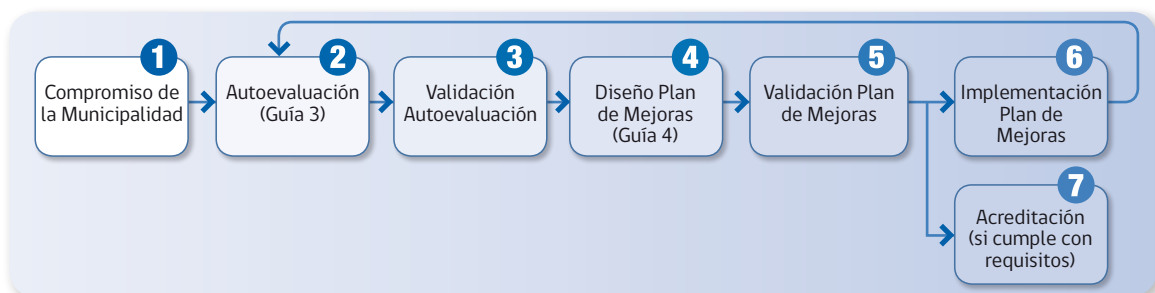 1
Compromiso de
la Municipalidad
2
Autoevaluación
(Guía 3)
3
Validación
Autoevaluación
4
Diseño Plan
de Mejoras
(Guía 4)
5
Validación Plan
de Mejoras
6
Implementación
Plan de
Mejoras
7
Acreditación
(si cumple con
requisitos)